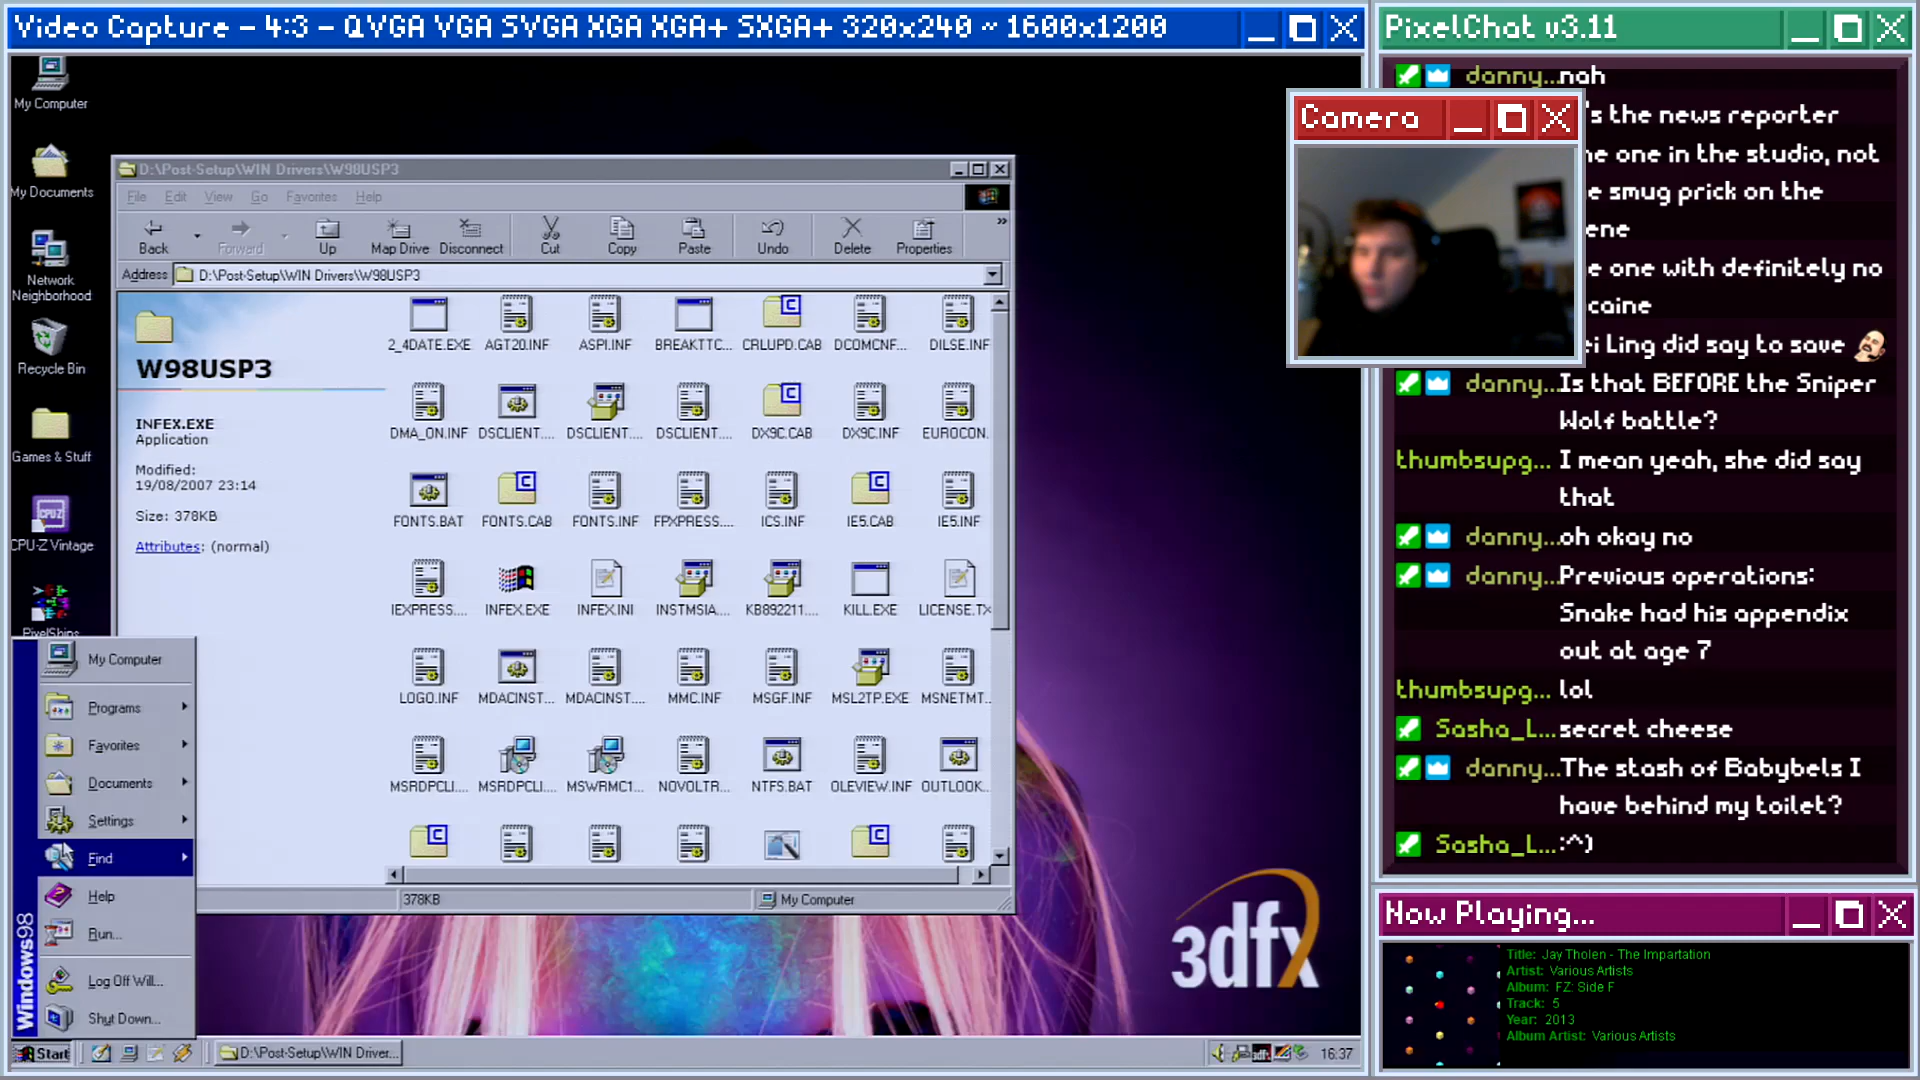 Video Capture – 4:3 – QVGA VGA SVGA XGA XGA+ SXGA+ 320x240 ~ 1600x1200
My Computer
My Documents
Network
Neighborhood
Recycle Bin
Games & Stuff
CPU-Z Vintage
PixelShips
D:\Post-Setup\WIN Drivers\W98USP3
File Edit View Go Favorites Help
Back Forward Up Map Drive Disconnect Cut Copy Paste Undo Delete Properties »
Address D:\Post-Setup\WIN Drivers\W98USP3
W98USP3
INFEX.EXE
Application
Modified:
19/08/2007 23:14
Size: 378KB
Attributes: (normal)
2_4DATE.EXE AGT20.INF ASPI.INF BREAKTTC... CRLUPD.CAB DCOMCNF... DILSE.INF
DMA_ON.INF DSCLIENT.... DSCLIENT.... DSCLIENT.... DX9C.CAB DX9C.INF EUROCON.
FONTS.BAT FONTS.CAB FONTS.INF FPXPRESS.... ICS.INF IE5.CAB IE5.INF
IEXPRESS.... INFEX.EXE INFEX.INI INSTMSIA.... KB892211.... KILL.EXE LICENSE.TX
LOGO.INF MDACINST.... MDACINST.... MMC.INF MSGF.INF MSL2TP.EXE MSNETMT..
MSRDPCLI.... MSRDPCLI.... MSWRMC1... NOVOLTR... NTFS.BAT OLEVIEW.INF OUTLOOK..
378KB
My Computer
My Computer
Programs
Favorites
Documents
Settings
Find
Help
Run...
Log Off Will...
Shut Down...
Windows98
3dfx
Start
D:\Post-Setup\WIN Driver...
3dfx
16:37
PixelChat v3.11
danny...nah
's the news reporter
e one in the studio, not
e smug prick on the
ene
e one with definitely no
caine
ei Ling did say to save
danny...Is that BEFORE the Sniper
Wolf battle?
thumbsupg... I mean yeah, she did say
that
danny...oh okay no
danny...Previous operations:
Snake had his appendix
out at age 7
thumbsupg... lol
Sasha_L...secret cheese
danny...The stash of Babybels I
have behind my toilet?
Sasha_L...:^)
Camera
Now Playing...
Title: Jay Tholen - The Impartation
Artist: Various Artists
Album: FZ: Side F
Track: 5
Year: 2013
Album Artist: Various Artists